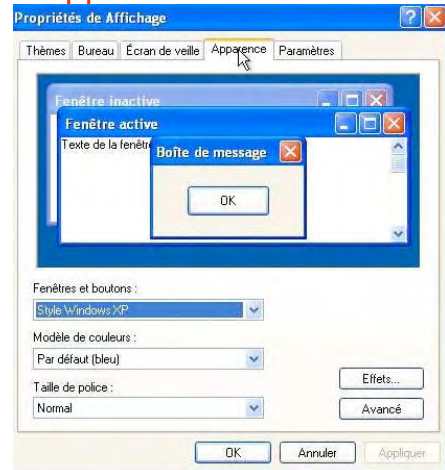 Propriétés de Affichage
Thèmes Bureau Écran de veille Apparence Paramètres
Fenêtre inactive
Fenêtre active
Texte de la fenêtre
Boîte de message
OK
Fenêtres et boutons :
Style Windows XP
Modèle de couleurs :
Par défaut (bleu)
Taille de police :
Normal
Effets...
Avancé
OK Annuler Appliquer